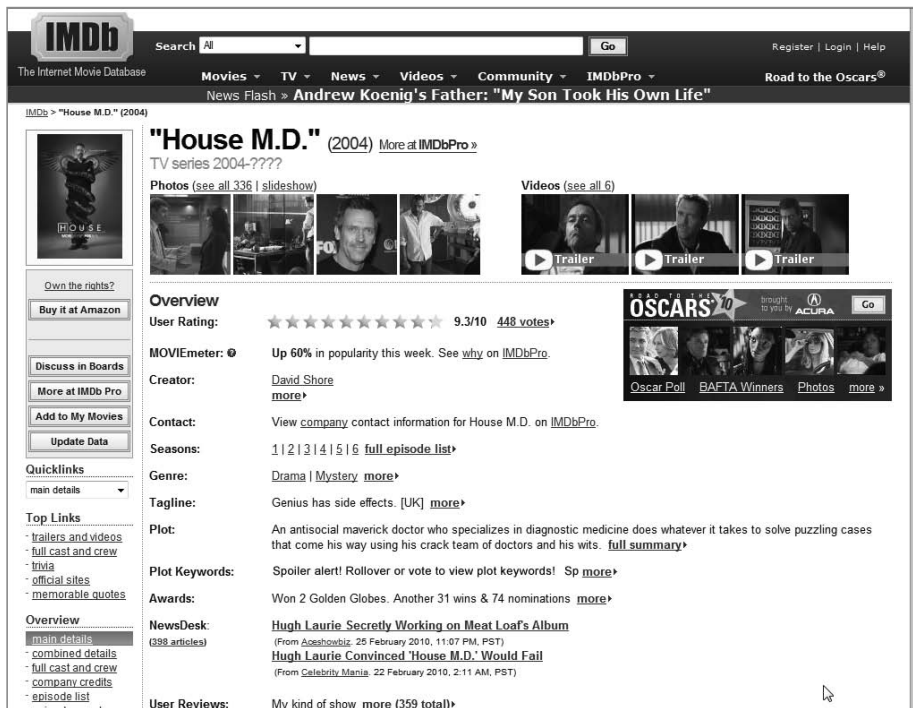 IMDb
The Internet Movie Database
Search All Go
Register | Login | Help
Movies TV News Videos Community IMDbPro Road to the Oscars®
News Flash » Andrew Koenig's Father: "My Son Took His Own Life"
IMDb > "House M.D." (2004)
HOUSE
Own the rights?
Buy it at Amazon
Discuss in Boards
More at IMDb Pro
Add to My Movies
Update Data
Quicklinks
main details
Top Links
- trailers and videos
- full cast and crew
- trivia
- official sites
- memorable quotes
Overview
main details
- combined details
- full cast and crew
- company credits
- episode list
"House M.D." (2004) More at IMDbPro »
TV series 2004-????
Photos (see all 336 | slideshow)
Videos (see all 6)
FOX
Trailer
Trailer
Trailer
Overview
User Rating: 9.3/10 448 votes
MOVIEmeter: Up 60% in popularity this week. See why on IMDbPro.
Creator: David Shore
more
Contact: View company contact information for House M.D. on IMDbPro.
Seasons: 1 | 2 | 3 | 4 | 5 | 6 full episode list
Genre: Drama | Mystery more
Tagline: Genius has side effects. [UK] more
Plot: An antisocial maverick doctor who specializes in diagnostic medicine does whatever it takes to solve puzzling cases
that come his way using his crack team of doctors and his wits. full summary
Plot Keywords: Spoiler alert! Rollover or vote to view plot keywords! Sp more
Awards: Won 2 Golden Globes. Another 31 wins & 74 nominations more
NewsDesk: Hugh Laurie Secretly Working on Meat Loaf's Album
(398 articles) (From Aceshowbiz. 25 February 2010, 11:07 PM, PST)
Hugh Laurie Convinced 'House M.D.' Would Fail
(From Celebrity Mania. 22 February 2010, 2:11 AM, PST)
User Reviews: My kind of show more (359 total)
ROAD TO THE
OSCARS '10
brought
to you by ACURA Go
Oscar Poll BAFTA Winners Photos more »